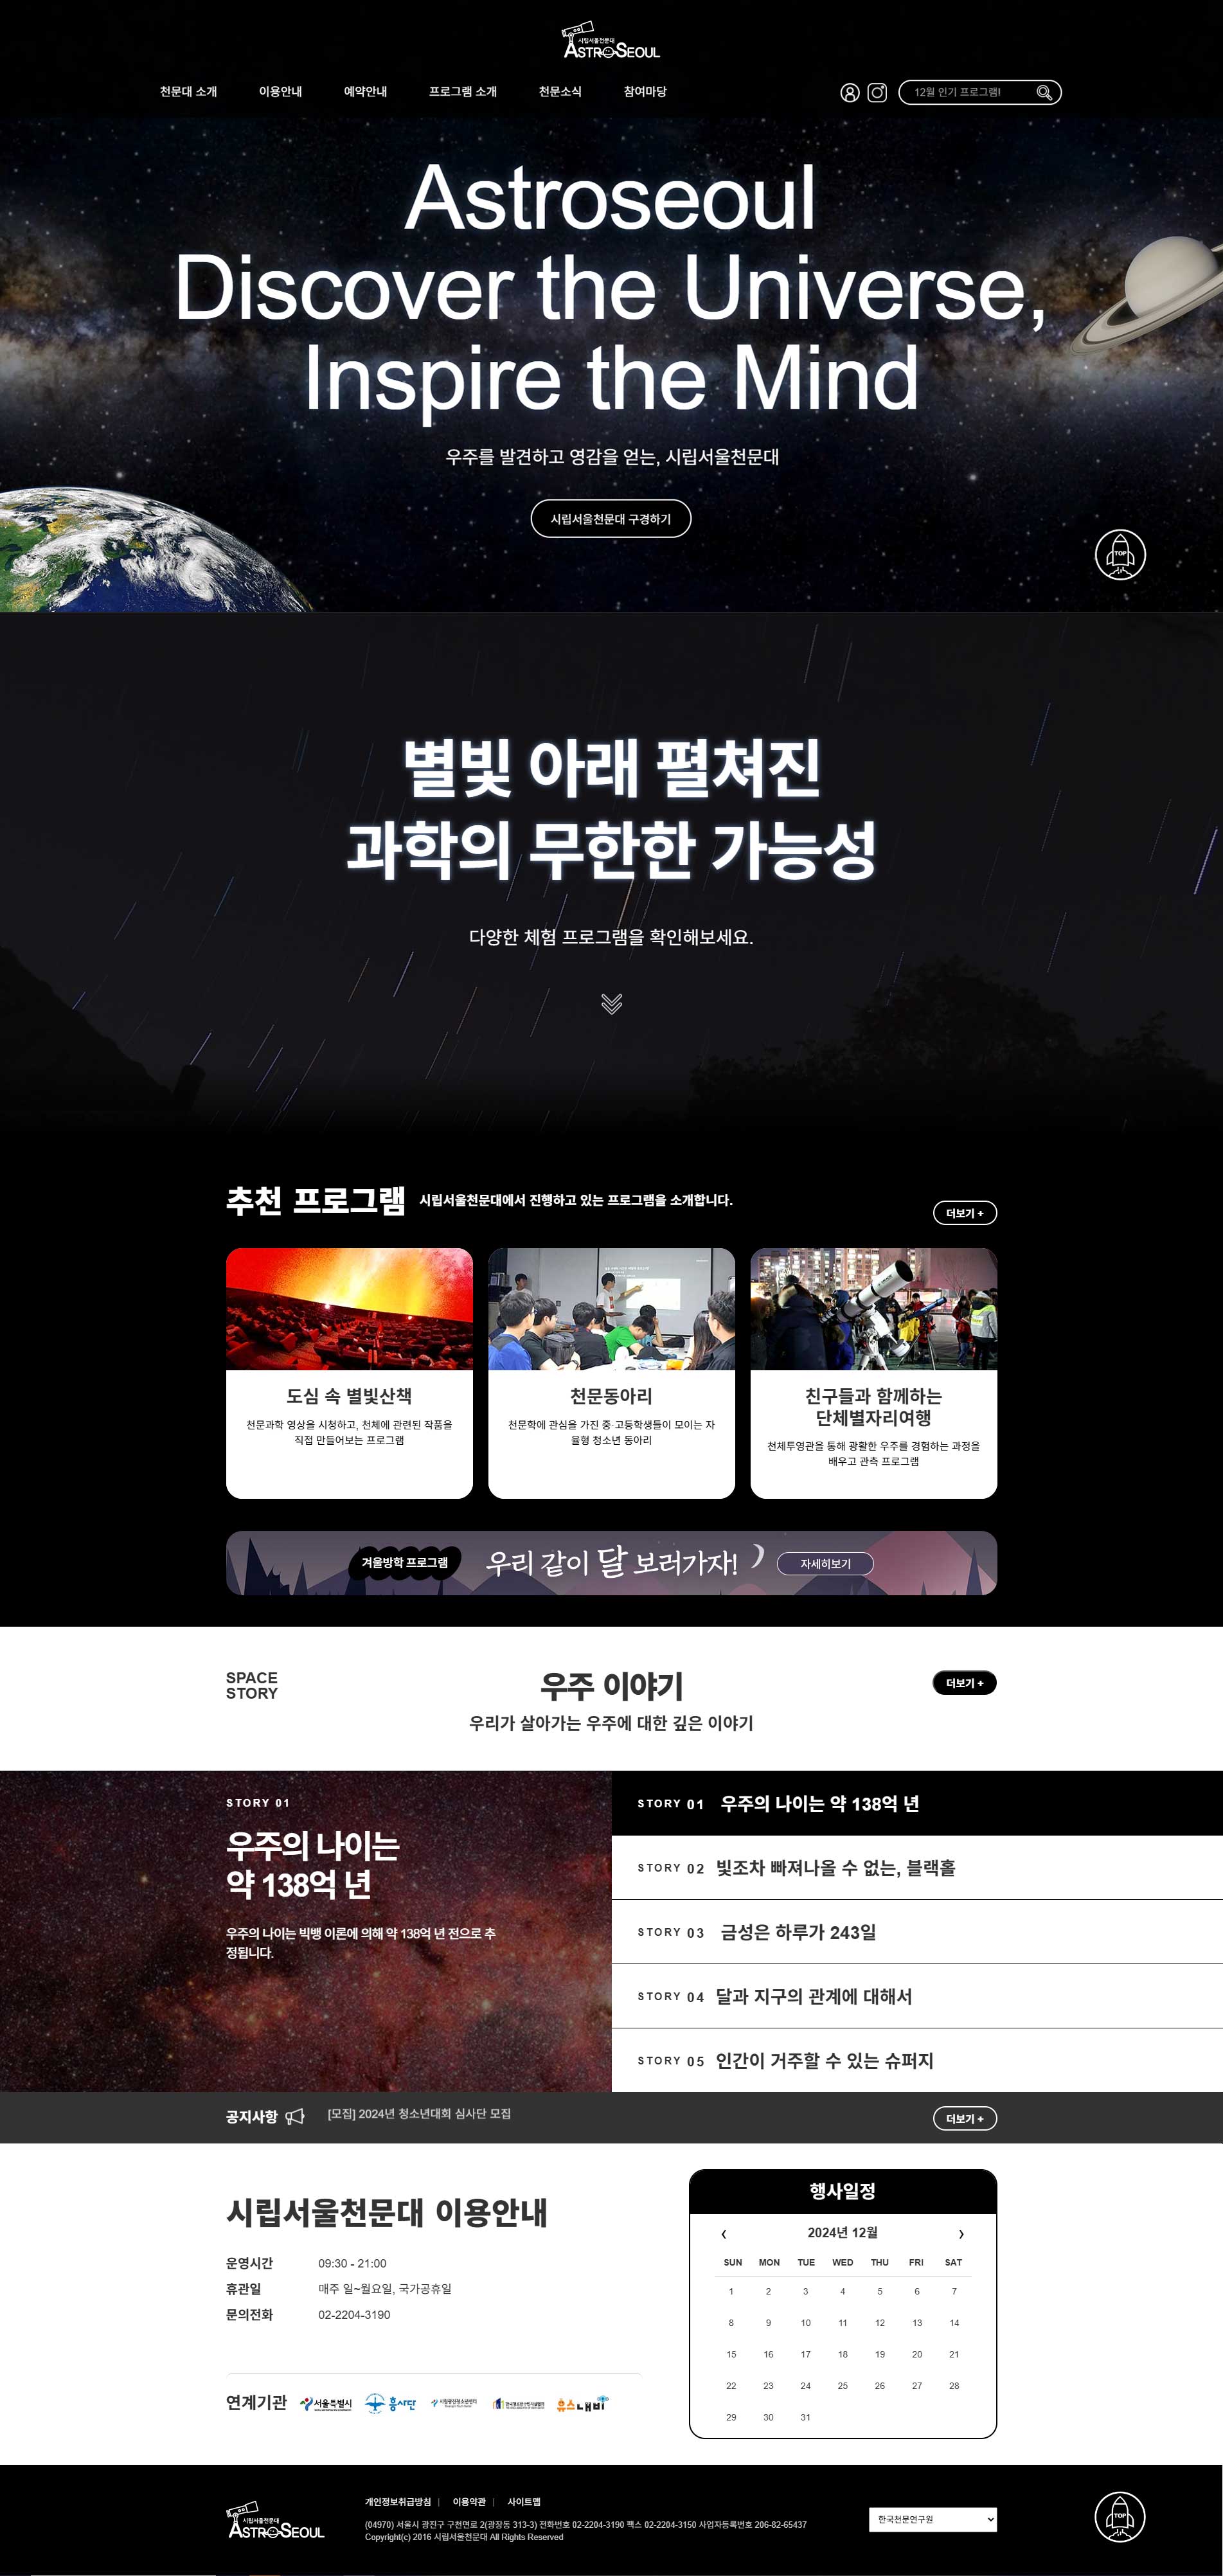 시립서울천문대
ASTROSEOUL
천문대 소개 이용안내 예약안내 프로그램 소개 천문소식 참여마당
12월 인기 프로그램!
Astroseoul
Discover the Universe,
Inspire the Mind
우주를 발견하고 영감을 얻는, 시립서울천문대
시립서울천문대 구경하기
TOP
별빛 아래 펼쳐진
과학의 무한한 가능성
다양한 체험 프로그램을 확인해보세요.
추천 프로그램 시립서울천문대에서 진행하고 있는 프로그램을 소개합니다.
더보기 +
도심 속 별빛산책
천문과학 영상을 시청하고, 천체에 관련된 작품을
직접 만들어보는 프로그램
천문동아리
천문학에 관심을 가진 중·고등학생들이 모이는 자
율형 청소년 동아리
친구들과 함께하는
단체별자리여행
천체투영관을 통해 광활한 우주를 경험하는 과정을
배우고 관측 프로그램
겨울방학 프로그램 우리 같이 달 보러가자! 자세히보기
SPACE
STORY
우주 이야기
더보기 +
우리가 살아가는 우주에 대한 깊은 이야기
STORY 01
우주의 나이는
약 138억 년
우주의 나이는 빅뱅 이론에 의해 약 138억 년 전으로 추
정됩니다.
STORY 01 우주의 나이는 약 138억 년
STORY 02 빛조차 빠져나올 수 없는, 블랙홀
STORY 03 금성은 하루가 243일
STORY 04 달과 지구의 관계에 대해서
STORY 05 인간이 거주할 수 있는 슈퍼지
공지사항 [모집] 2024년 청소년대회 심사단 모집 더보기 +
시립서울천문대 이용안내
운영시간 09:30 - 21:00
휴관일 매주 일~월요일, 국가공휴일
문의전화 02-2204-3190
연계기관 서울특별시 흥사단 시립광진청소년센터 유스내비
행사일정
‹ 2024년 12월 ›
SUN MON TUE WED THU FRI SAT
1 2 3 4 5 6 7
8 9 10 11 12 13 14
15 16 17 18 19 20 21
22 23 24 25 26 27 28
29 30 31
시립서울천문대
ASTROSEOUL
개인정보취급방침 | 이용약관 | 사이트맵
(04970) 서울시 광진구 구천면로 2(광장동 313-3) 전화번호 02-2204-3190 팩스 02-2204-3150 사업자등록번호 206-82-65437
Copyright(c) 2016 시립서울천문대 All Rights Reserved
한국천문연구원
TOP